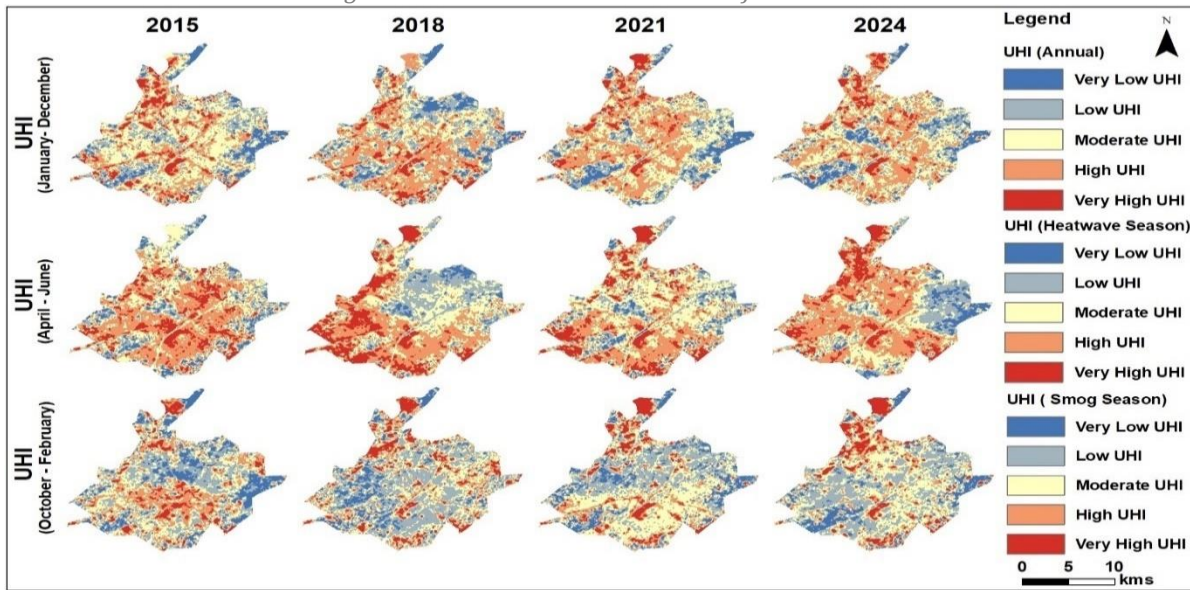 2015 2018 2021 2024
UHI
(January- December)
UHI
(April - June)
UHI
(October - February)
Legend
N
UHI (Annual)
Very Low UHI
Low UHI
Moderate UHI
High UHI
Very High UHI
UHI (Heatwave Season)
Very Low UHI
Low UHI
Moderate UHI
High UHI
Very High UHI
UHI ( Smog Season)
Very Low UHI
Low UHI
Moderate UHI
High UHI
Very High UHI
0 5 10
kms